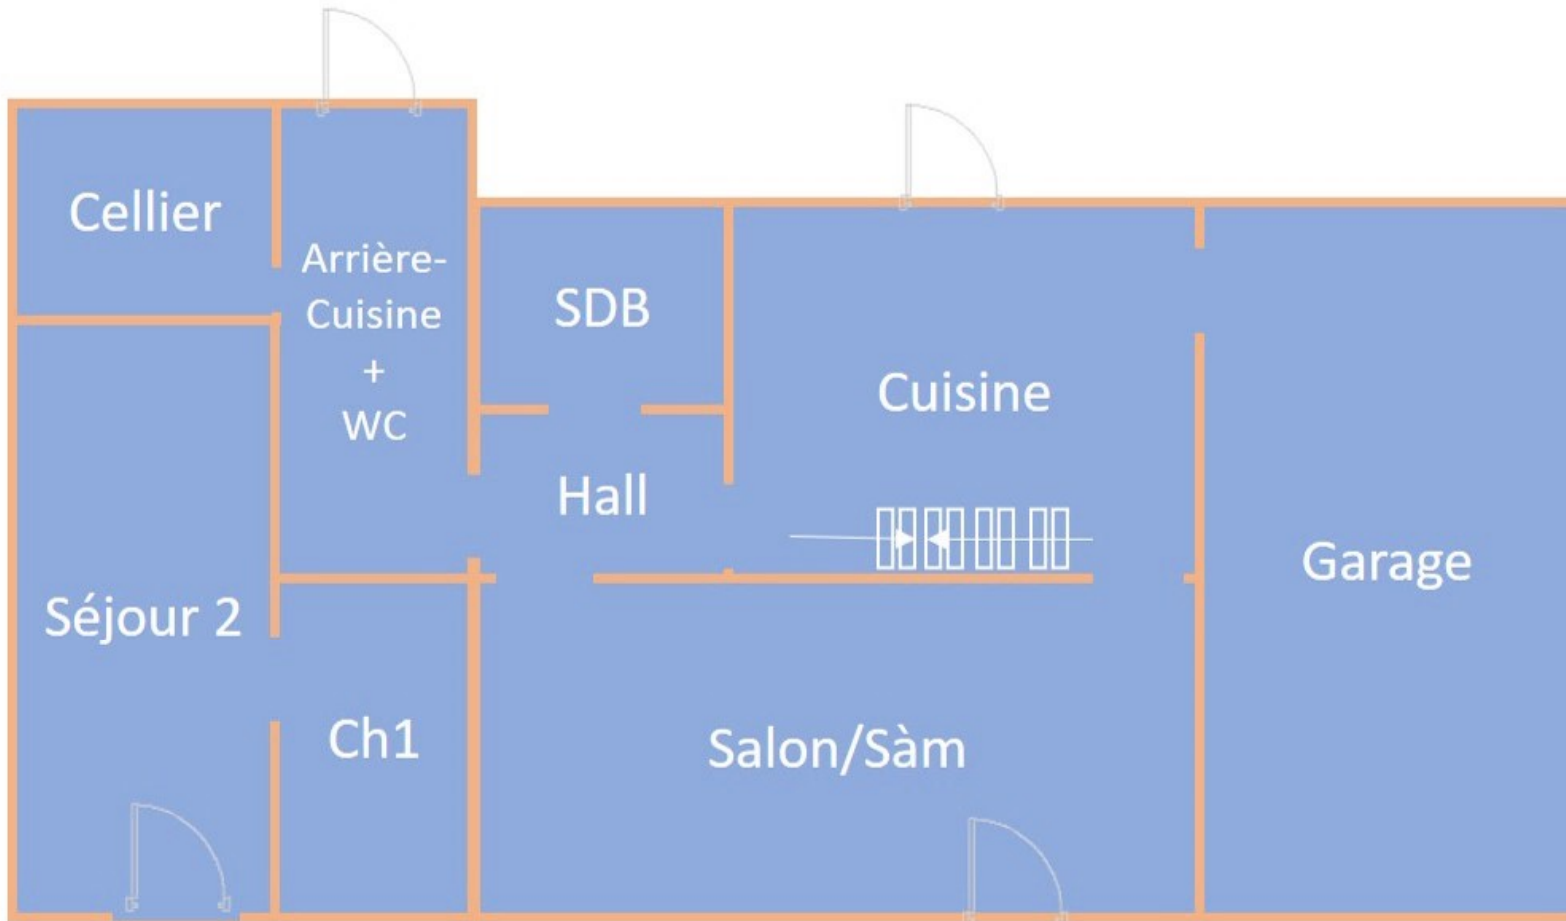 Cellier
Arrière-
Cuisine
+
WC
SDB
Cuisine
Hall
Garage
Séjour 2
Ch1
Salon/Sàm